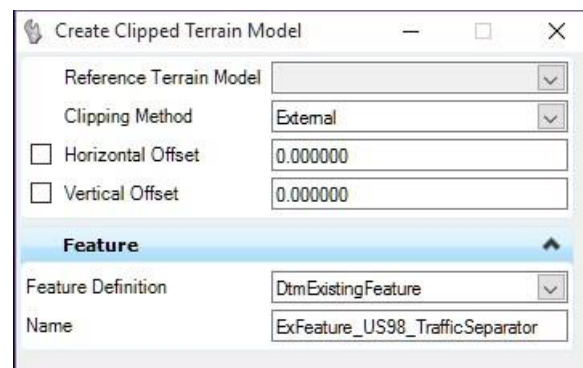 Create Clipped Terrain Model
Reference Terrain Model
Clipping Method External
Horizontal Offset 0.000000
Vertical Offset 0.000000
Feature
Feature Definition DtmExistingFeature
Name ExFeature_US98_TrafficSeparator